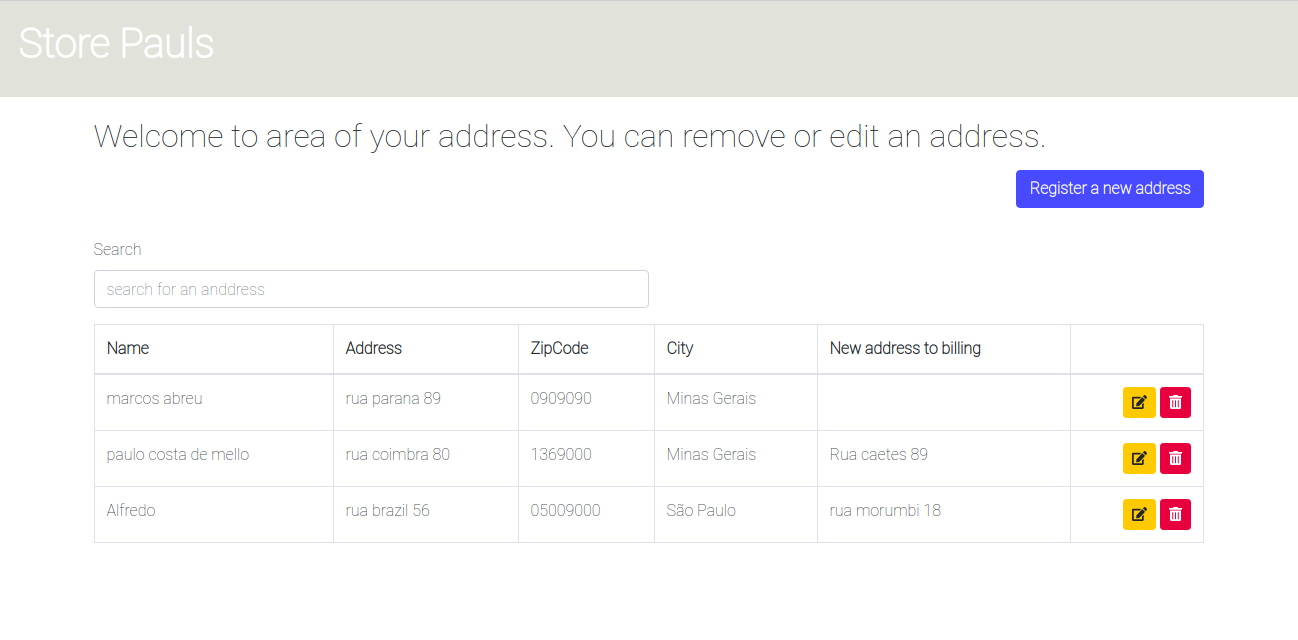 Store Pauls
Welcome to area of your address. You can remove or edit an address.
Register a new address
Search
search for an anddress
Name Address ZipCode City New address to billing
marcos abreu rua parana 89 0909090 Minas Gerais
paulo costa de mello rua coimbra 80 1369000 Minas Gerais Rua caetes 89
Alfredo rua brazil 56 05009000 São Paulo rua morumbi 18